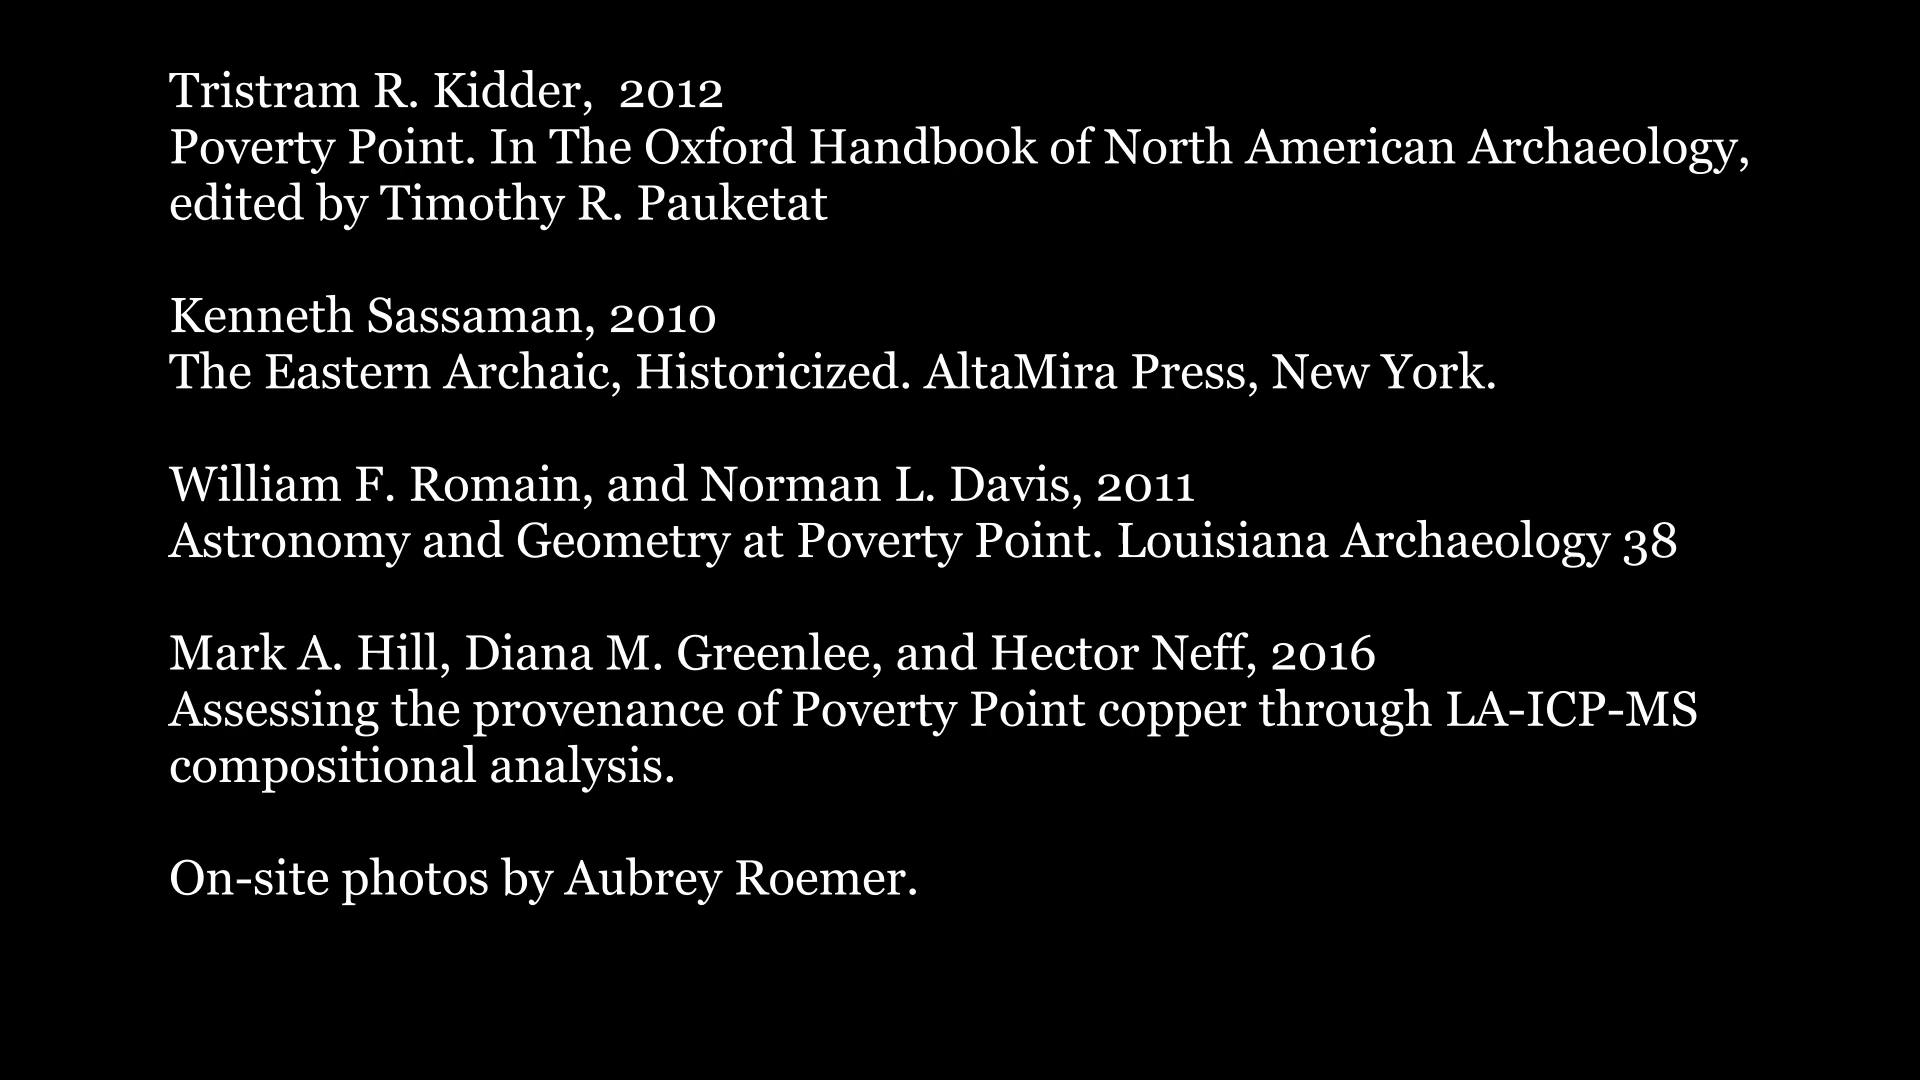 Tristram R. Kidder,  2012
Poverty Point. In The Oxford Handbook of North American Archaeology,
edited by Timothy R. Pauketat
Kenneth Sassaman, 2010
The Eastern Archaic, Historicized. AltaMira Press, New York.
William F. Romain, and Norman L. Davis, 2011
Astronomy and Geometry at Poverty Point. Louisiana Archaeology 38
Mark A. Hill, Diana M. Greenlee, and Hector Neff, 2016
Assessing the provenance of Poverty Point copper through LA-ICP-MS
compositional analysis.
On-site photos by Aubrey Roemer.